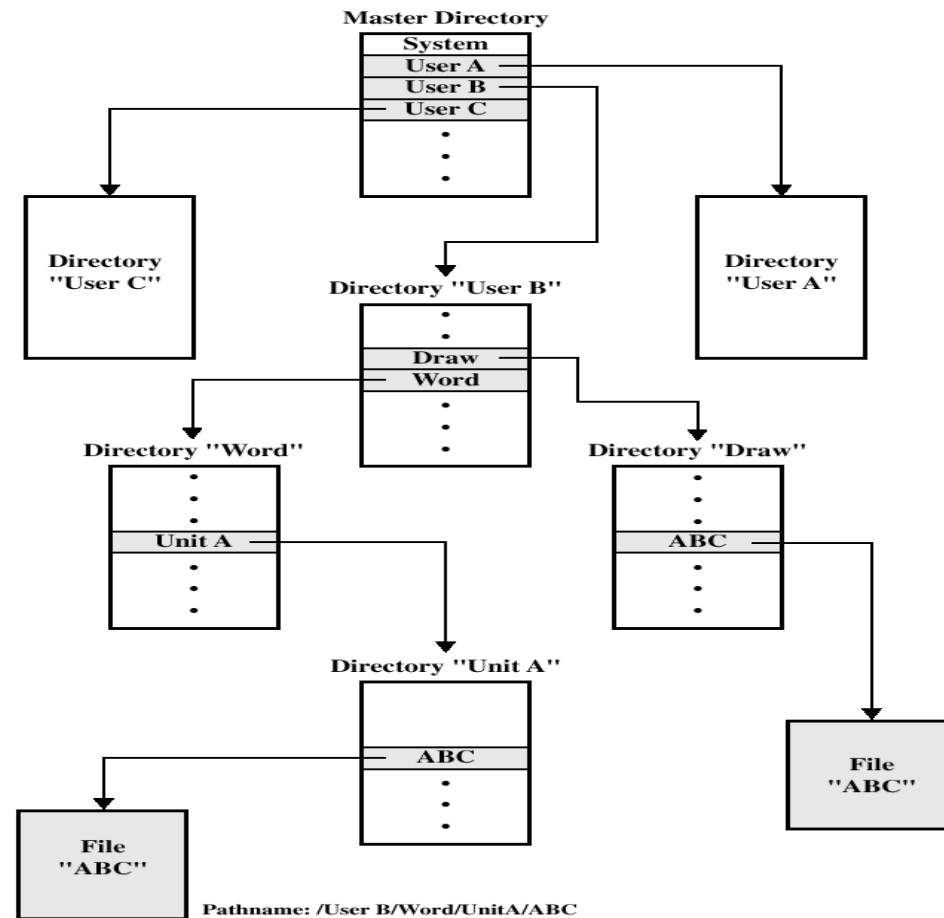 Master Directory
System
User A
User B
User C
Directory
"User C"
Directory
"User A"
Directory "User B"
Draw
Word
Directory "Word"
Unit A
Directory "Draw"
ABC
Directory "Unit A"
ABC
File
"ABC"
File
"ABC"
Pathname: /User B/Word/UnitA/ABC